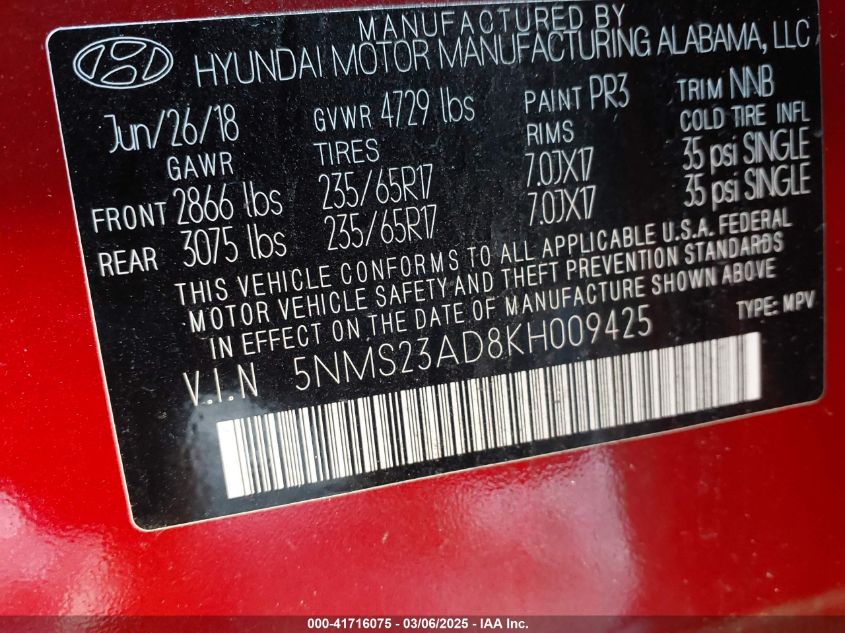 MANUFACTURED BY
HYUNDAI MOTOR MANUFACTURING ALABAMA, LLC
Jun/26/18 GVWR 4729 lbs PAINT PR3 TRIM NNB
GAWR TIRES RIMS COLD TIRE INFL
FRONT 2866 lbs 235/65R17 7.0JX17 35 psi SINGLE
REAR 3075 lbs 235/65R17 7.0JX17 35 psi SINGLE
THIS VEHICLE CONFORMS TO ALL APPLICABLE U.S.A. FEDERAL
MOTOR VEHICLE SAFETY AND THEFT PREVENTION STANDARDS
IN EFFECT ON THE DATE OF MANUFACTURE SHOWN ABOVE
V.I.N 5NMS23AD8KH009425 TYPE: MPV
000-41716075 - 03/06/2025 - IAA Inc.